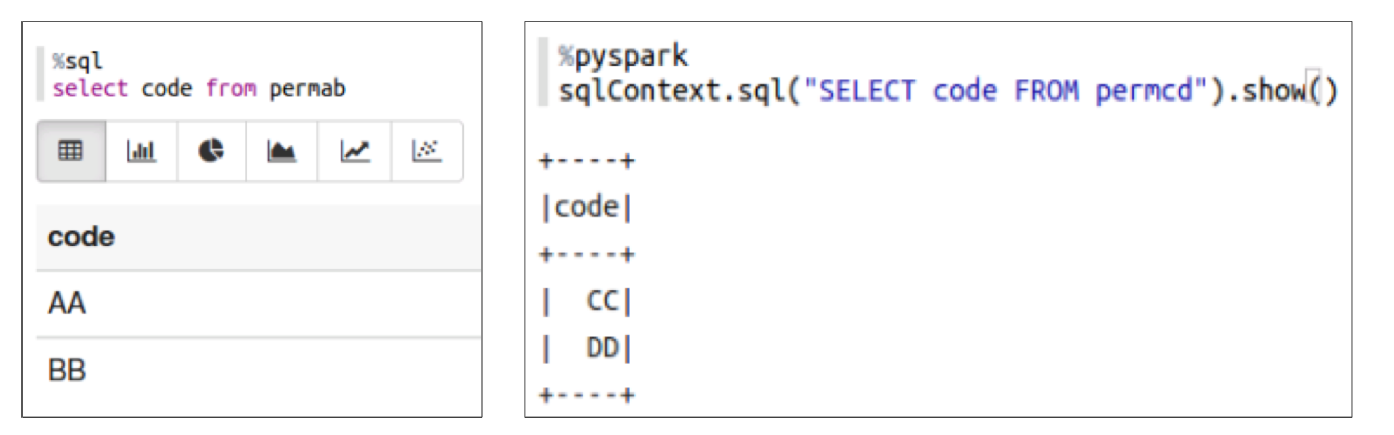 %sql
select code from permab
code
AA
BB
%pyspark
sqlContext.sql("SELECT code FROM permcd").show()
+----+
|code|
+----+
|  CC|
|  DD|
+----+